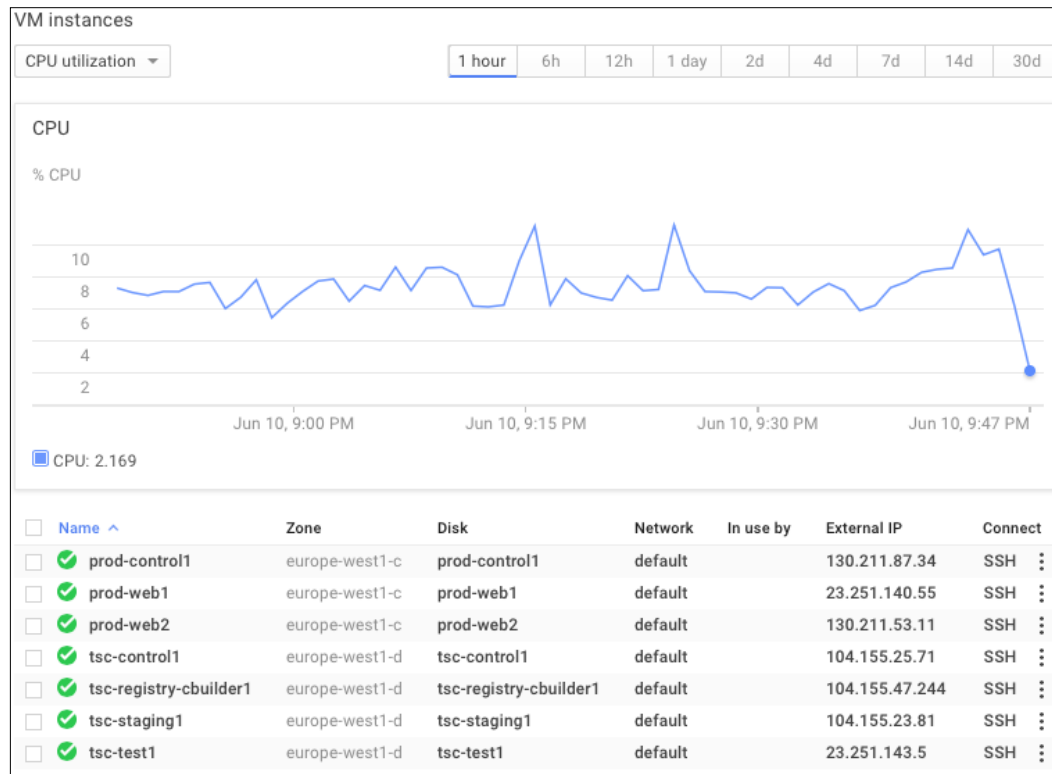 VM instances
CPU utilization
1 hour 6h 12h 1 day 2d 4d 7d 14d 30d
CPU
% CPU
10
8
6
4
2
Jun 10, 9:00 PM Jun 10, 9:15 PM Jun 10, 9:30 PM Jun 10, 9:47 PM
CPU: 2.169
Name Zone Disk Network In use by External IP Connect
prod-control1 europe-west1-c prod-control1 default 130.211.87.34 SSH
prod-web1 europe-west1-c prod-web1 default 23.251.140.55 SSH
prod-web2 europe-west1-c prod-web2 default 130.211.53.11 SSH
tsc-control1 europe-west1-d tsc-control1 default 104.155.25.71 SSH
tsc-registry-cbuilder1 europe-west1-d tsc-registry-cbuilder1 default 104.155.47.244 SSH
tsc-staging1 europe-west1-d tsc-staging1 default 104.155.23.81 SSH
tsc-test1 europe-west1-d tsc-test1 default 23.251.143.5 SSH